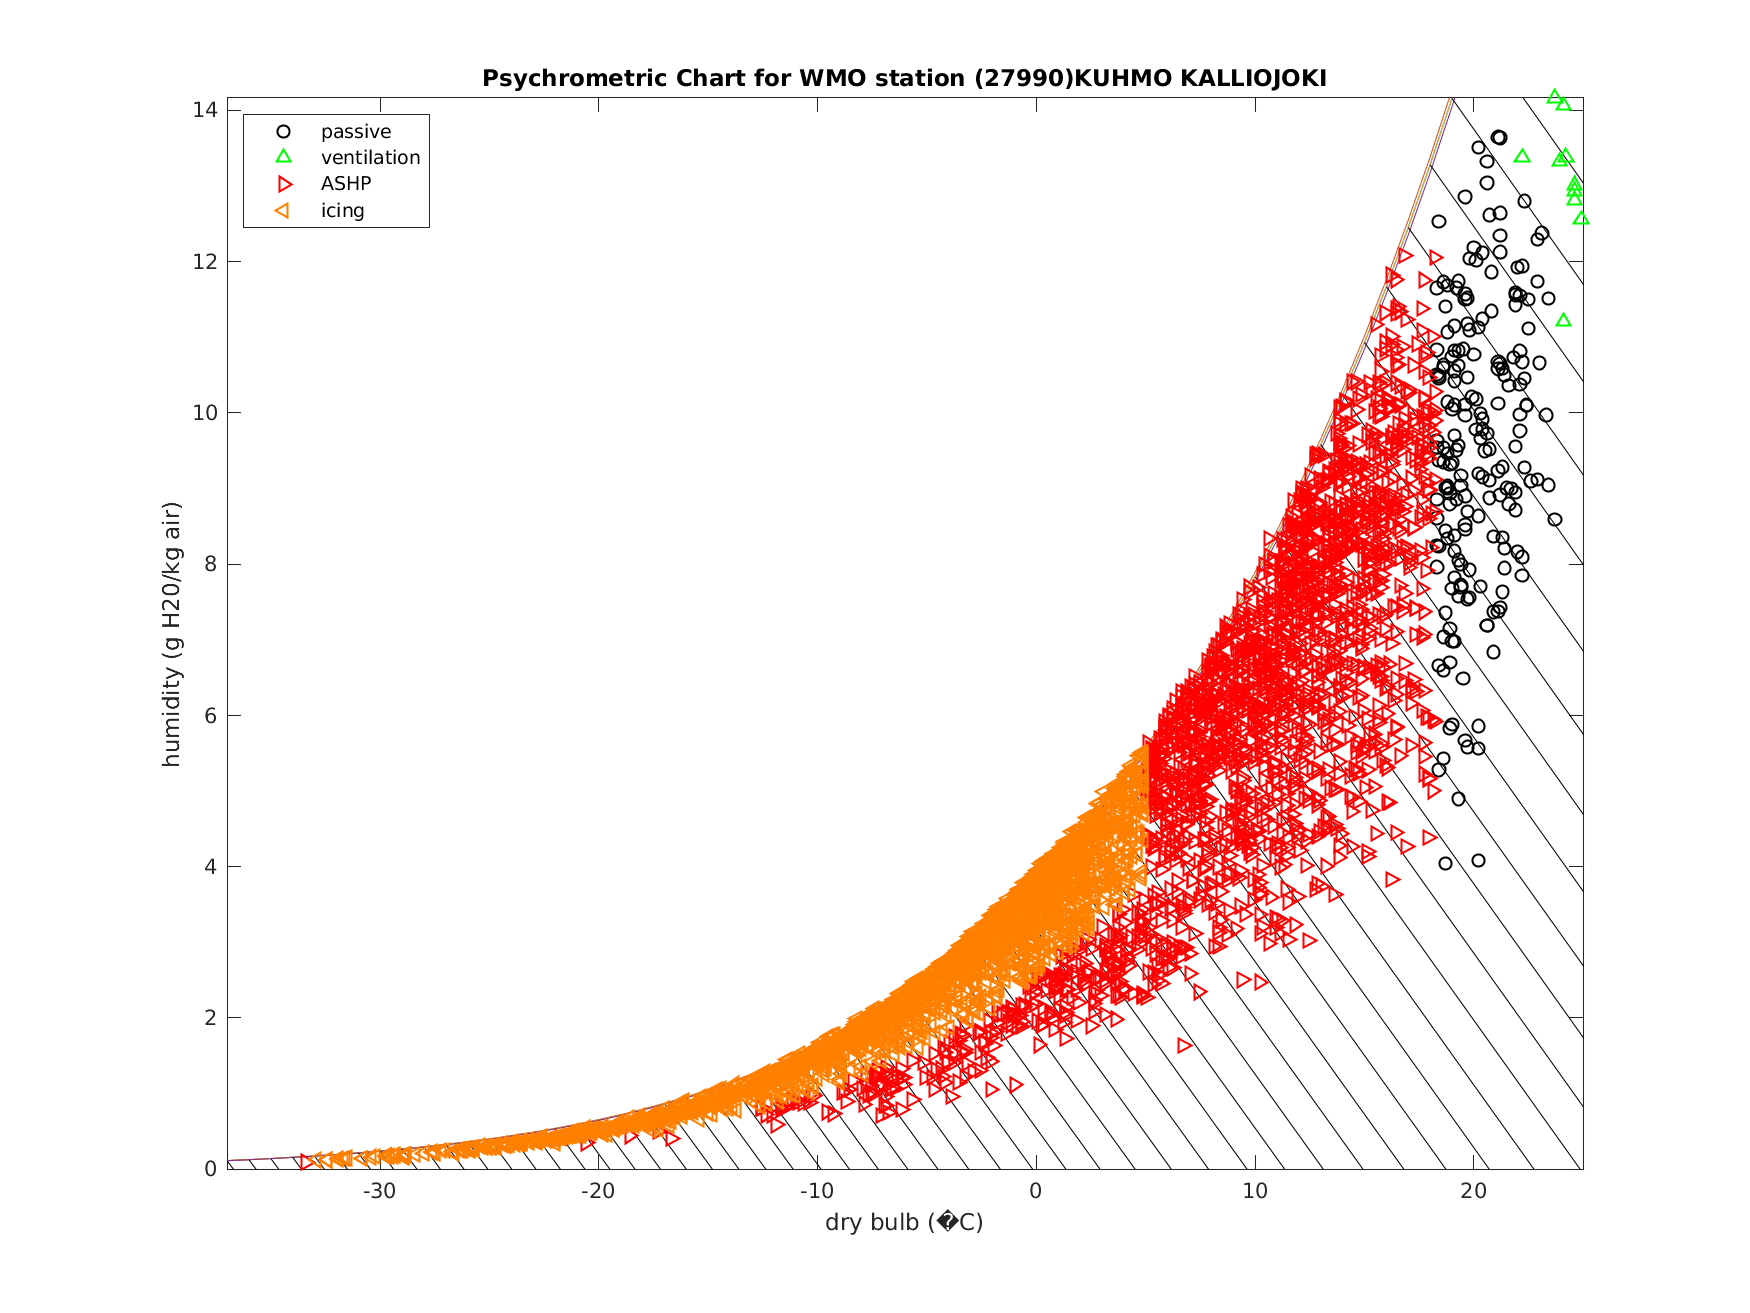 Psychrometric Chart for WMO station (27990)KUHMO KALLIOJOKI
passive
ventilation
ASHP
icing
14
12
10
8
6
4
2
0
humidity (g H20/kg air)
-30
-20
-10
0
10
20
dry bulb (�C)